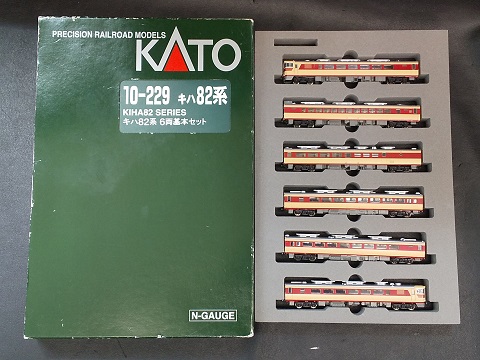 PRECISION RAILROAD MODELS
KATO
10-229 キハ82系
KIHA82 SERIES
キハ82系 6両基本セット
N-GAUGE